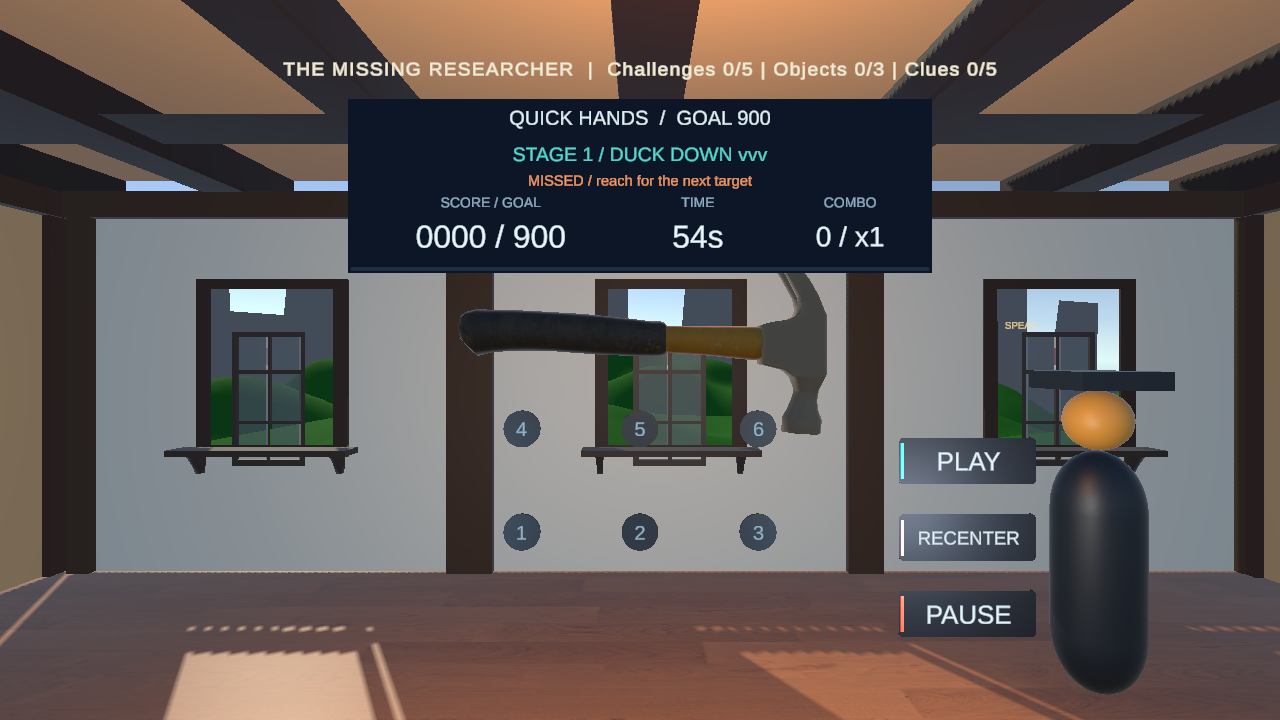 THE MISSING RESEARCHER | Challenges 0/5 | Objects 0/3 | Clues 0/5
QUICK HANDS / GOAL 900
STAGE 1 / DUCK DOWN vvv
MISSED / reach for the next target
SCORE / GOAL TIME COMBO
0000 / 900 54s 0 / x1
4 5 6
PLAY
1 2 3
RECENTER
PAUSE